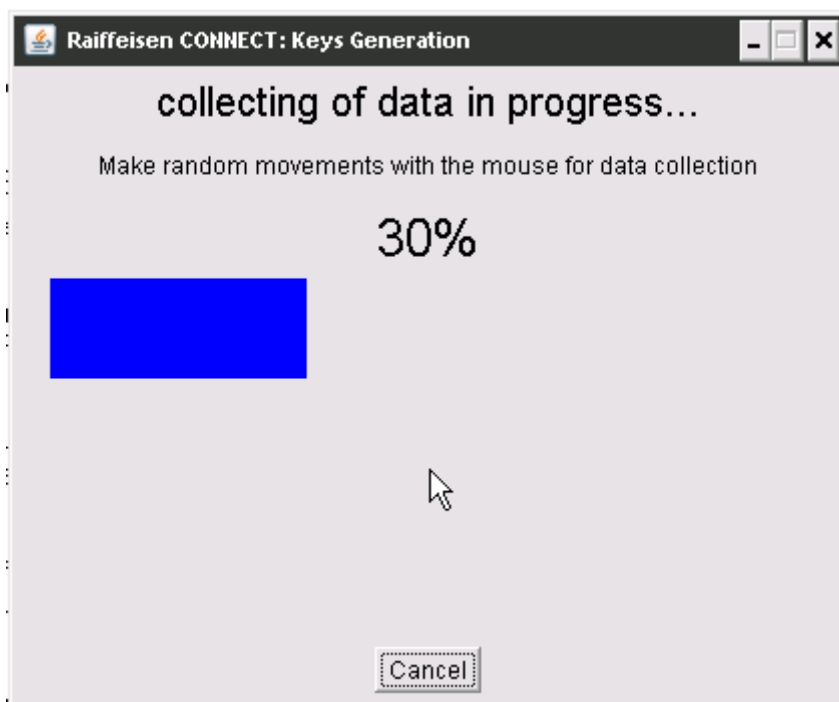 Raiffeisen CONNECT: Keys Generation
collecting of data in progress...
Make random movements with the mouse for data collection
30%
Cancel